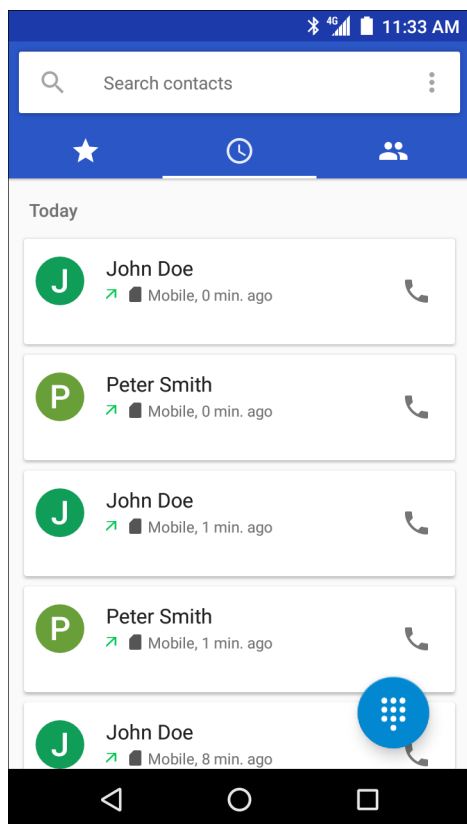 4G 11:33 AM
Search contacts
Today
J
John Doe
Mobile, 0 min. ago
P
Peter Smith
Mobile, 0 min. ago
J
John Doe
Mobile, 1 min. ago
P
Peter Smith
Mobile, 1 min. ago
J
John Doe
Mobile, 8 min. ago